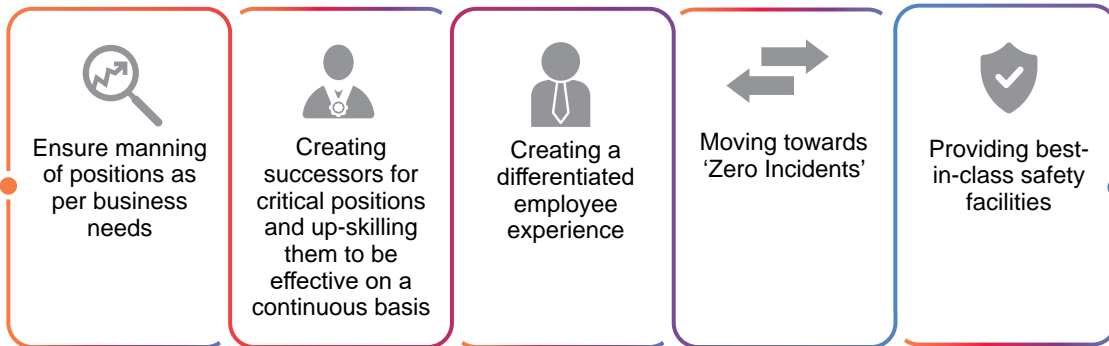 Ensure manning
of positions as
per business
needs
Creating
successors for
critical positions
and up-skilling
them to be
effective on a
continuous basis
Creating a
differentiated
employee
experience
Moving towards
‘Zero Incidents’
Providing best-
in-class safety
facilities